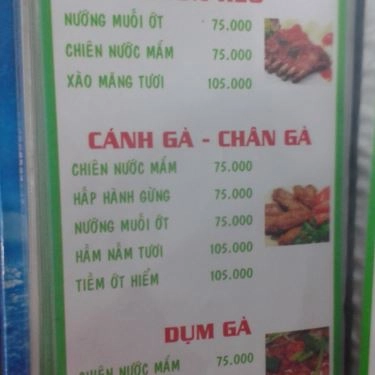 NƯỠNG MUỐI ỚT 75.000
CHIÊN NƯỚC MẮM 75.000
XÀO MĂNG TƯƠI 105.000
CÁNH GÀ - CHÂN GÀ
CHIÊN NƯỚC MẮM 75.000
HẤP HÀNH GỪNG 75.000
NƯỠNG MUỐI ỚT 75.000
HẦM NẤM TƯƠI 105.000
TIỀM ỚT HIỂM 105.000
DỤM GÀ
CHIÊN NƯỚC MẮM 75.000